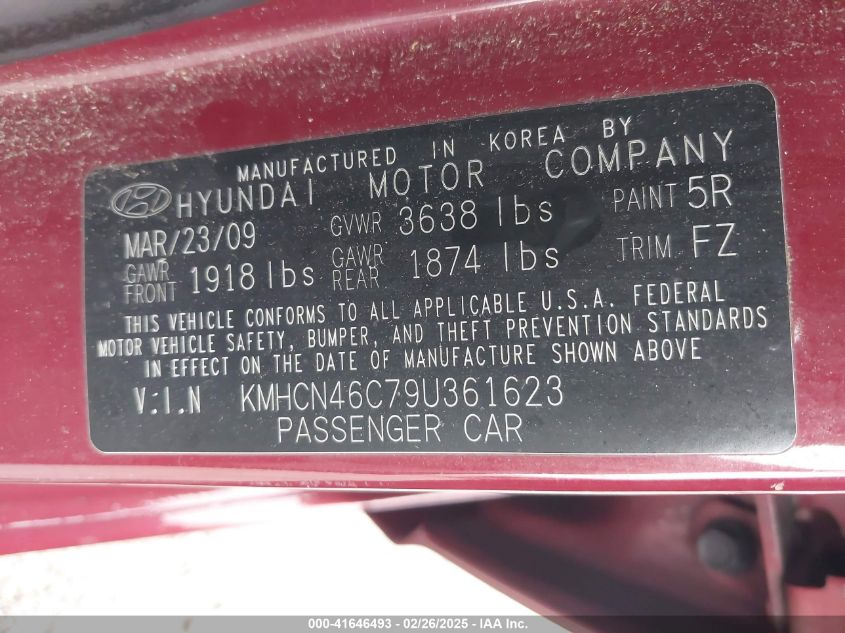 MANUFACTURED IN KOREA BY
HYUNDAI MOTOR COMPANY
MAR/23/09 GVWR 3638 lbs PAINT 5R
GAWR FRONT 1918 lbs GAWR REAR 1874 lbs TRIM FZ
THIS VEHICLE CONFORMS TO ALL APPLICABLE U.S.A. FEDERAL
MOTOR VEHICLE SAFETY, BUMPER, AND THEFT PREVENTION STANDARDS
IN EFFECT ON THE DATE OF MANUFACTURE SHOWN ABOVE
V.I.N KMHCN46C79U361623
PASSENGER CAR
000-41646493 - 02/26/2025 - IAA Inc.